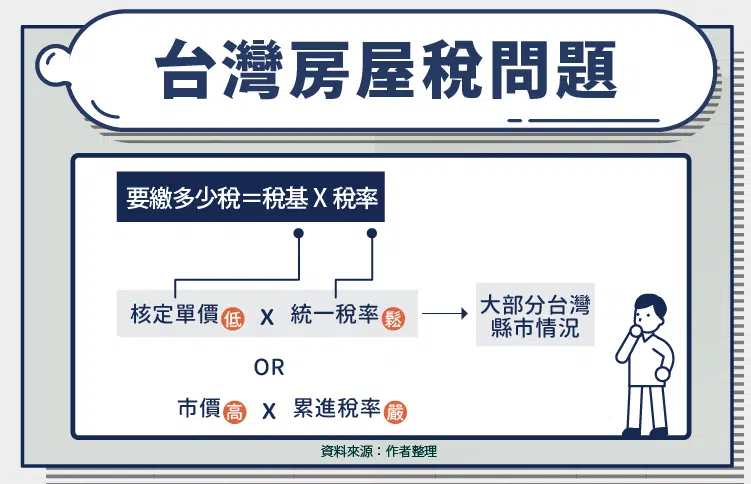 台灣房屋稅問題
要繳多少稅＝稅基 X 稅率
核定單價 低 X 統一稅率 鬆
大部分台灣
縣市情況
OR
市價 高 X 累進稅率 嚴
資料來源：作者整理